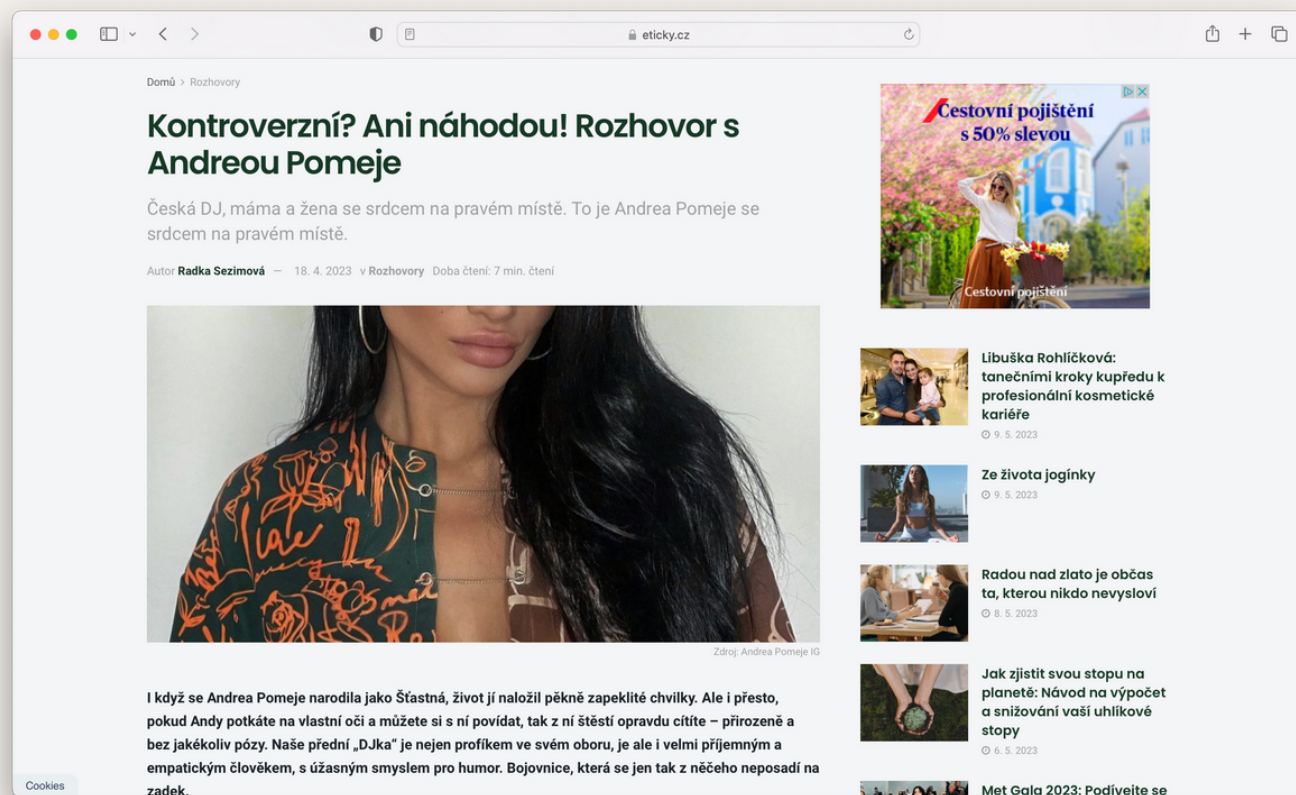 eticky.cz
Domů > Rozhovory
Kontroverzní? Ani náhodou! Rozhovor s
Andreou Pomeje
Česká DJ, máma a žena se srdcem na pravém místě. To je Andrea Pomeje se
srdcem na pravém místě.
Autor Radka Sezimová — 18. 4. 2023 v Rozhovory Doba čtení: 7 min. čtení
Zdroj: Andrea Pomeje IG
I když se Andrea Pomeje narodila jako Šťastná, život jí naložil pěkně zapeklité chvilky. Ale i přesto,
pokud Andy potkáte na vlastní oči a můžete si s ní povídat, tak z ní štěstí opravdu cítíte – přirozeně a
bez jakékoliv pózy. Naše přední „DJka" je nejen profíkem ve svém oboru, je ale i velmi příjemným a
empatickým člověkem, s úžasným smyslem pro humor. Bojovnice, která se jen tak z něčeho neposadí na
zadek.
Cestovní pojištění
s 50% slevou
Cestovní pojištění
Libuška Rohlíčková:
tanečními kroky kupředu k
profesionální kosmetické
kariéře
9. 5. 2023
Ze života jogínky
9. 5. 2023
Radou nad zlato je občas
ta, kterou nikdo nevysloví
8. 5. 2023
Jak zjistit svou stopu na
planetě: Návod na výpočet
a snižování vaší uhlíkové
stopy
6. 5. 2023
Met Gala 2023: Podívejte se
Cookies